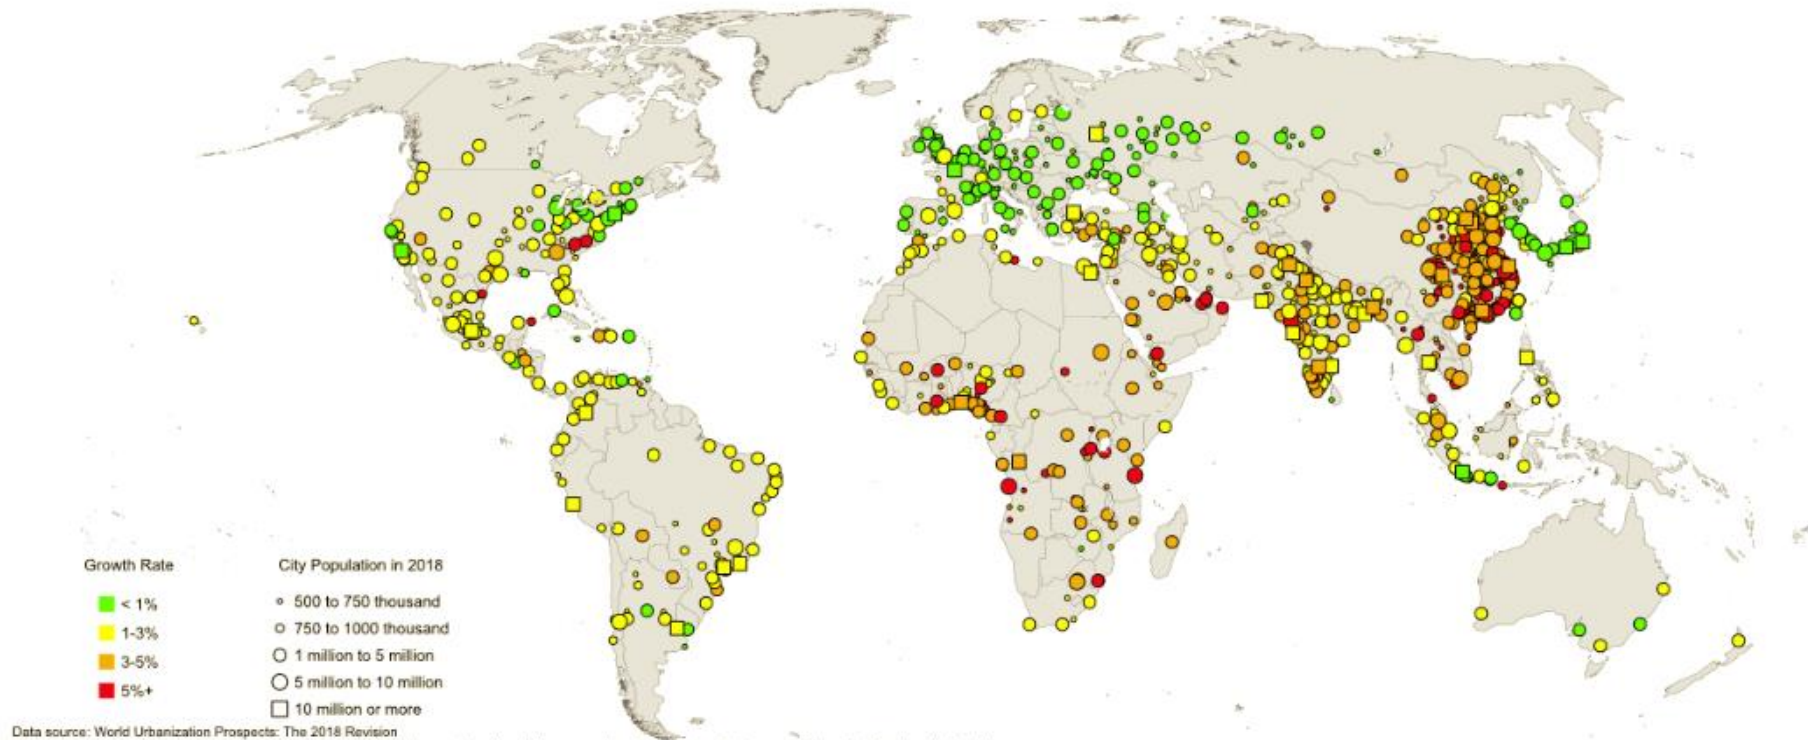 Growth Rate
< 1%
1-3%
3-5%
5%+
City Population in 2018
500 to 750 thousand
750 to 1000 thousand
1 million to 5 million
5 million to 10 million
10 million or more
Data source: World Urbanization Prospects: The 2018 Revision